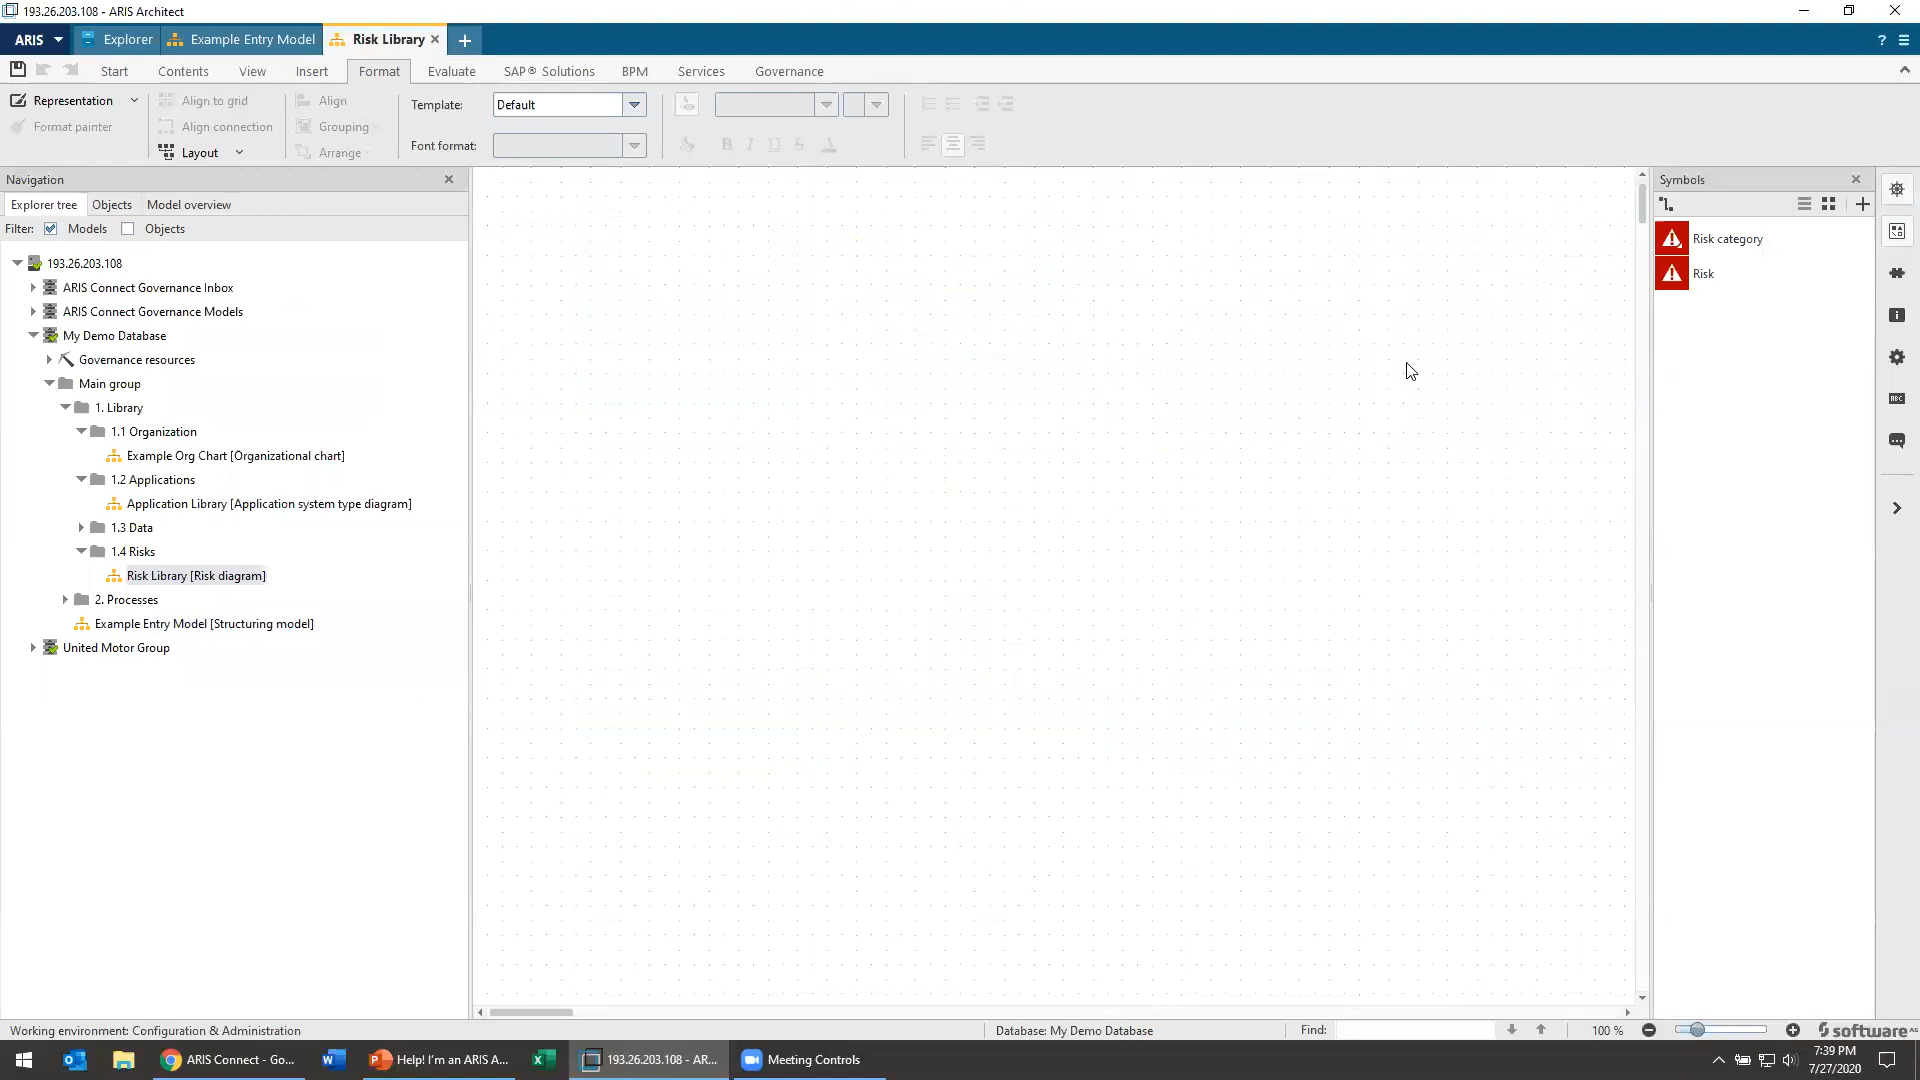 193.26.203.108 - ARIS Architect
ARIS Explorer Example Entry Model Risk Library
Start Contents View Insert Format Evaluate SAP® Solutions BPM Services Governance
Representation Align to grid Align Template: Default
Format painter Align connection Grouping
Layout Arrange Font format:
B I U S A
Navigation
Explorer tree Objects Model overview
Filter: Models Objects
193.26.203.108
ARIS Connect Governance Inbox
ARIS Connect Governance Models
My Demo Database
Governance resources
Main group
1. Library
1.1 Organization
Example Org Chart [Organizational chart]
1.2 Applications
Application Library [Application system type diagram]
1.3 Data
1.4 Risks
Risk Library [Risk diagram]
2. Processes
Example Entry Model [Structuring model]
United Motor Group
Symbols
Risk category
Risk
ABC
Working environment: Configuration & Administration Database: My Demo Database Find: 100 % software AG
ARIS Connect - Go... Help! I'm an ARIS A... 193.26.203.108 - AR... Meeting Controls
7:39 PM
7/27/2020